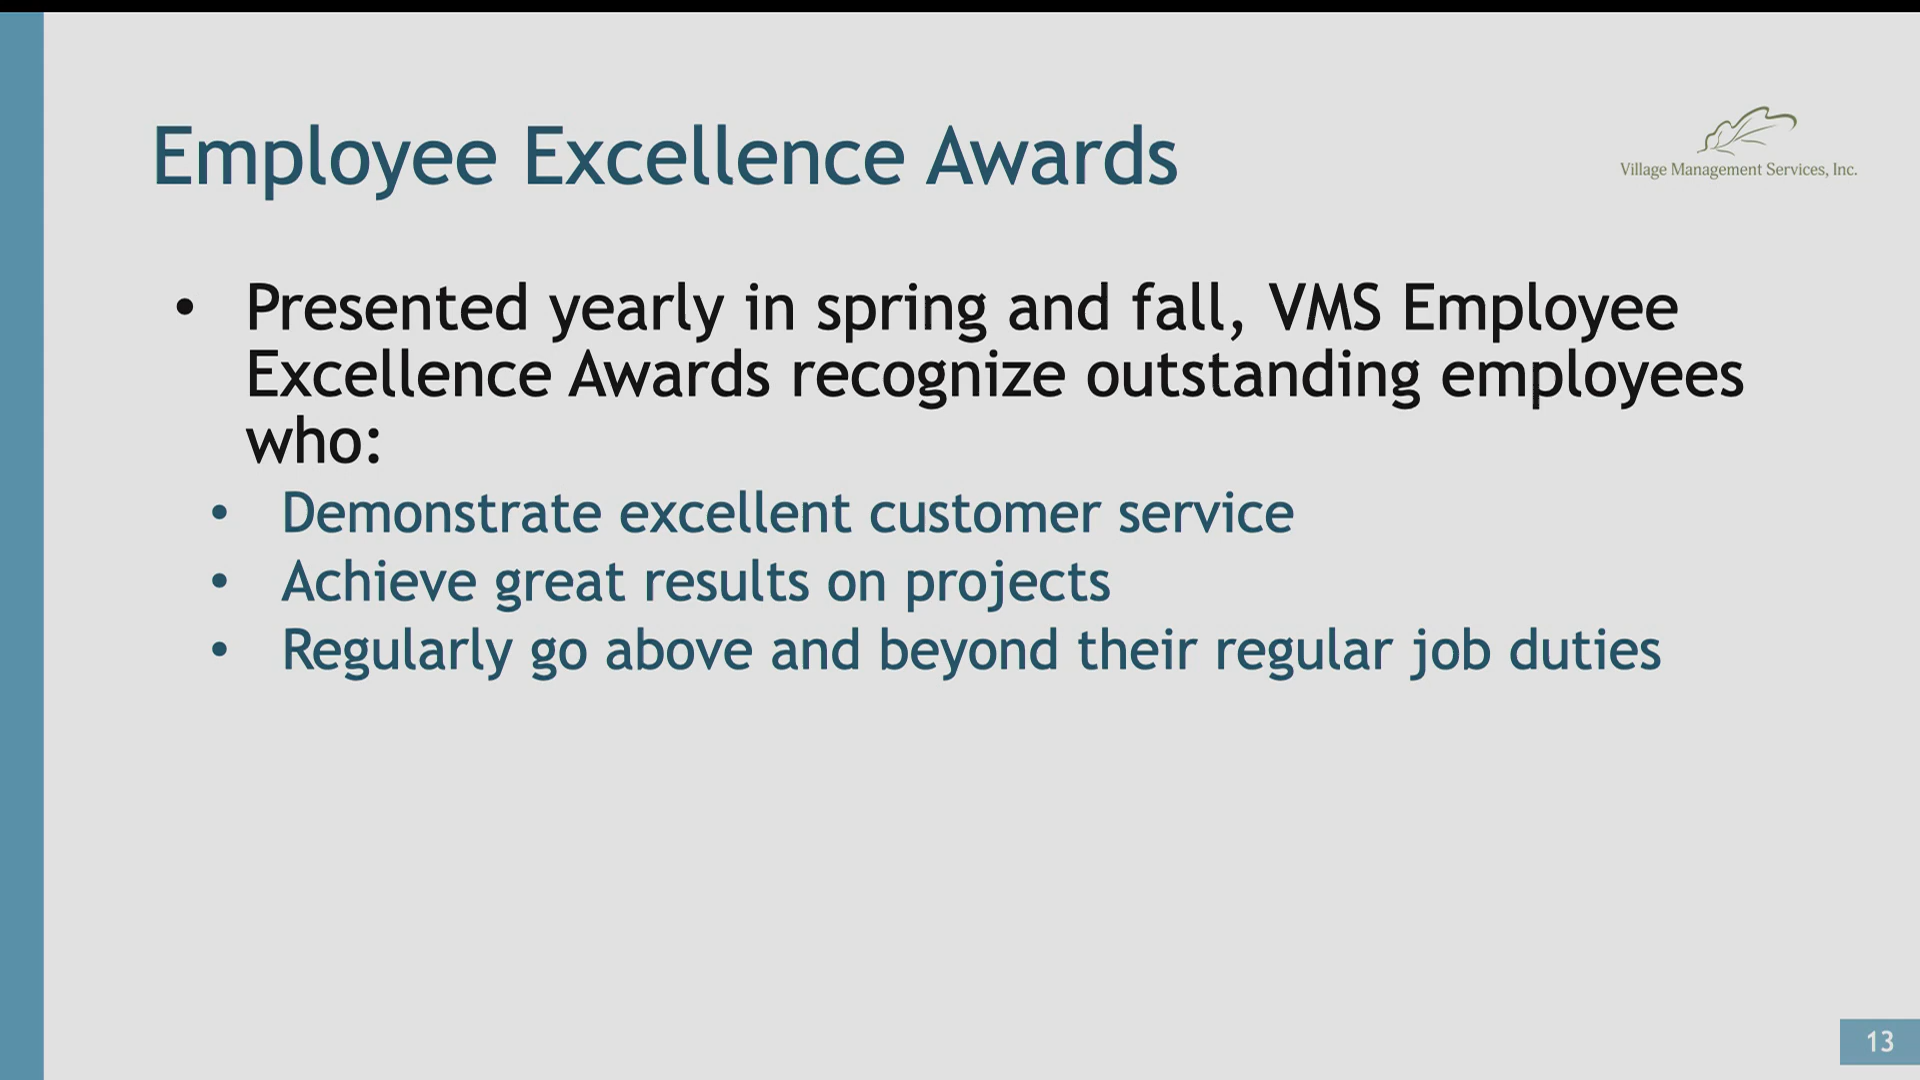 Employee Excellence Awards
Village Management Services, Inc.
• Presented yearly in spring and fall, VMS Employee
Excellence Awards recognize outstanding employees
who:
• Demonstrate excellent customer service
• Achieve great results on projects
• Regularly go above and beyond their regular job duties
13